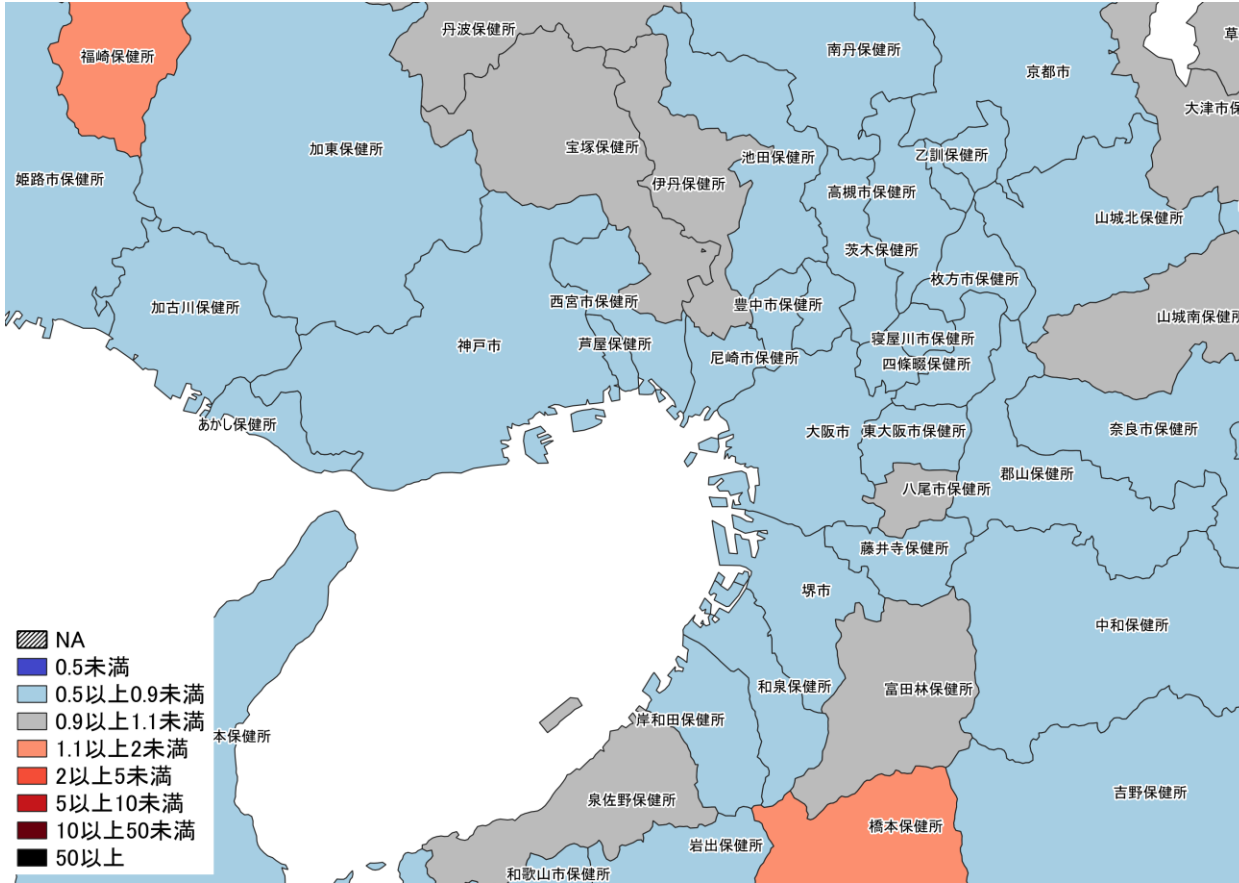 丹波保健所
南丹保健所
福崎保健所
京都市
大津市保
加東保健所
宝塚保健所
池田保健所
乙訓保健所
姫路市保健所
伊丹保健所
高槻市保健所
山城北保健所
茨木保健所
枚方市保健所
加古川保健所
西宮市保健所
豊中市保健所
山城南保健所
神戸市
芦屋保健所
尼崎市保健所
寝屋川市保健所
四條畷保健所
あかし保健所
大阪市
東大阪市保健所
奈良市保健所
八尾市保健所
郡山保健所
藤井寺保健所
堺市
中和保健所
和泉保健所
富田林保健所
岸和田保健所
本保健所
泉佐野保健所
吉野保健所
橋本保健所
岩出保健所
和歌山市保健所
NA
0.5未満
0.5以上0.9未満
0.9以上1.1未満
1.1以上2未満
2以上5未満
5以上10未満
10以上50未満
50以上